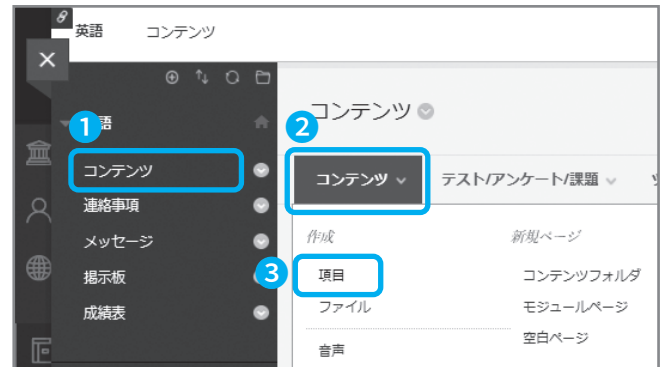 英語 コンテンツ
1 語
コンテンツ
連絡事項
メッセージ
掲示板
成績表
コンテンツ
2
コンテンツ テスト/アンケート/課題
作成 新規ページ
3 項目 コンテンツフォルダ
ファイル モジュールページ
空白ページ
音声